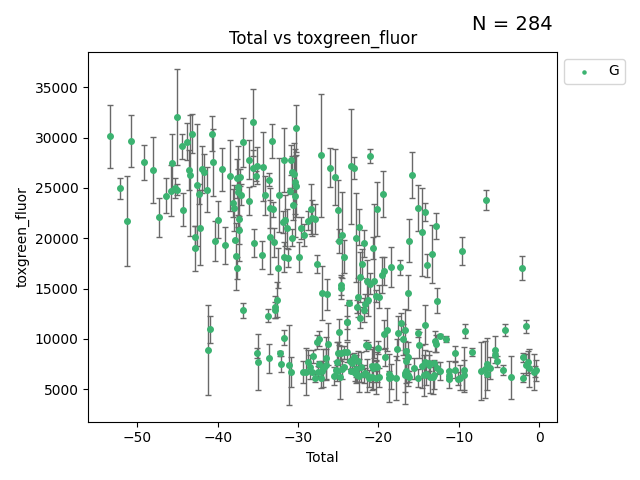 N = 284
Total vs toxgreen_fluor
G
toxgreen_fluor
35000
30000
25000
20000
15000
10000
5000
−50 −40 −30 −20 −10 0
Total